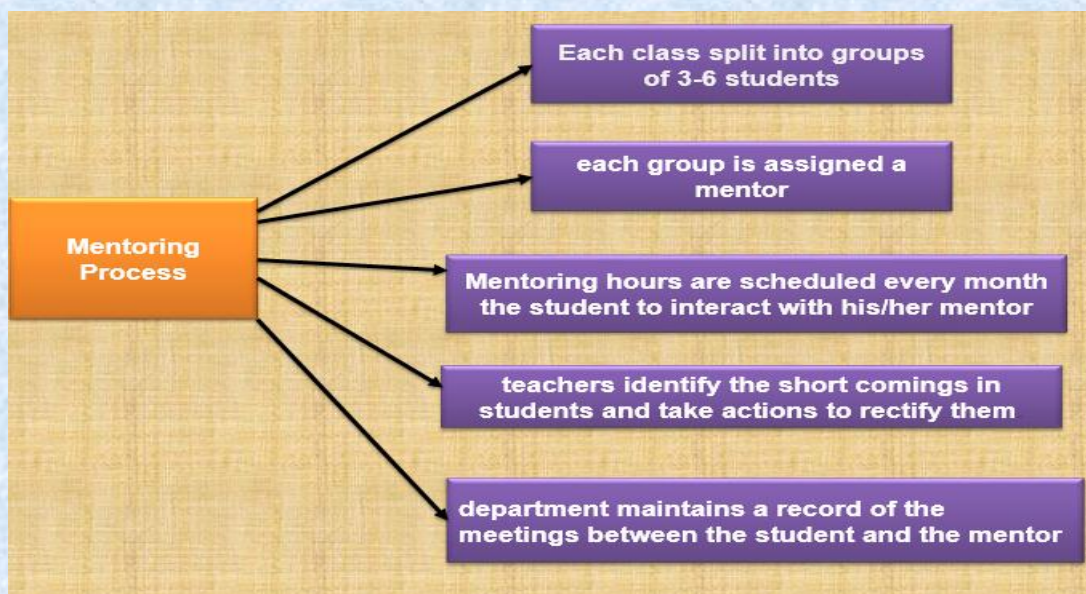 Each class split into groups
of 3-6 students
each group is assigned a
mentor
Mentoring
Process
Mentoring hours are scheduled every month
the student to interact with his/her mentor
teachers identify the short comings in
students and take actions to rectify them
department maintains a record of the
meetings between the student and the mentor